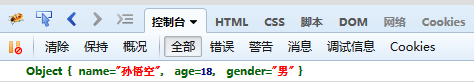 控制台 HTML CSS 脚本 DOM 网络 Cookies
清除 保持 概况 全部 错误 警告 消息 调试信息 Cookies
Object { name="孙悟空", age=18, gender="男" }